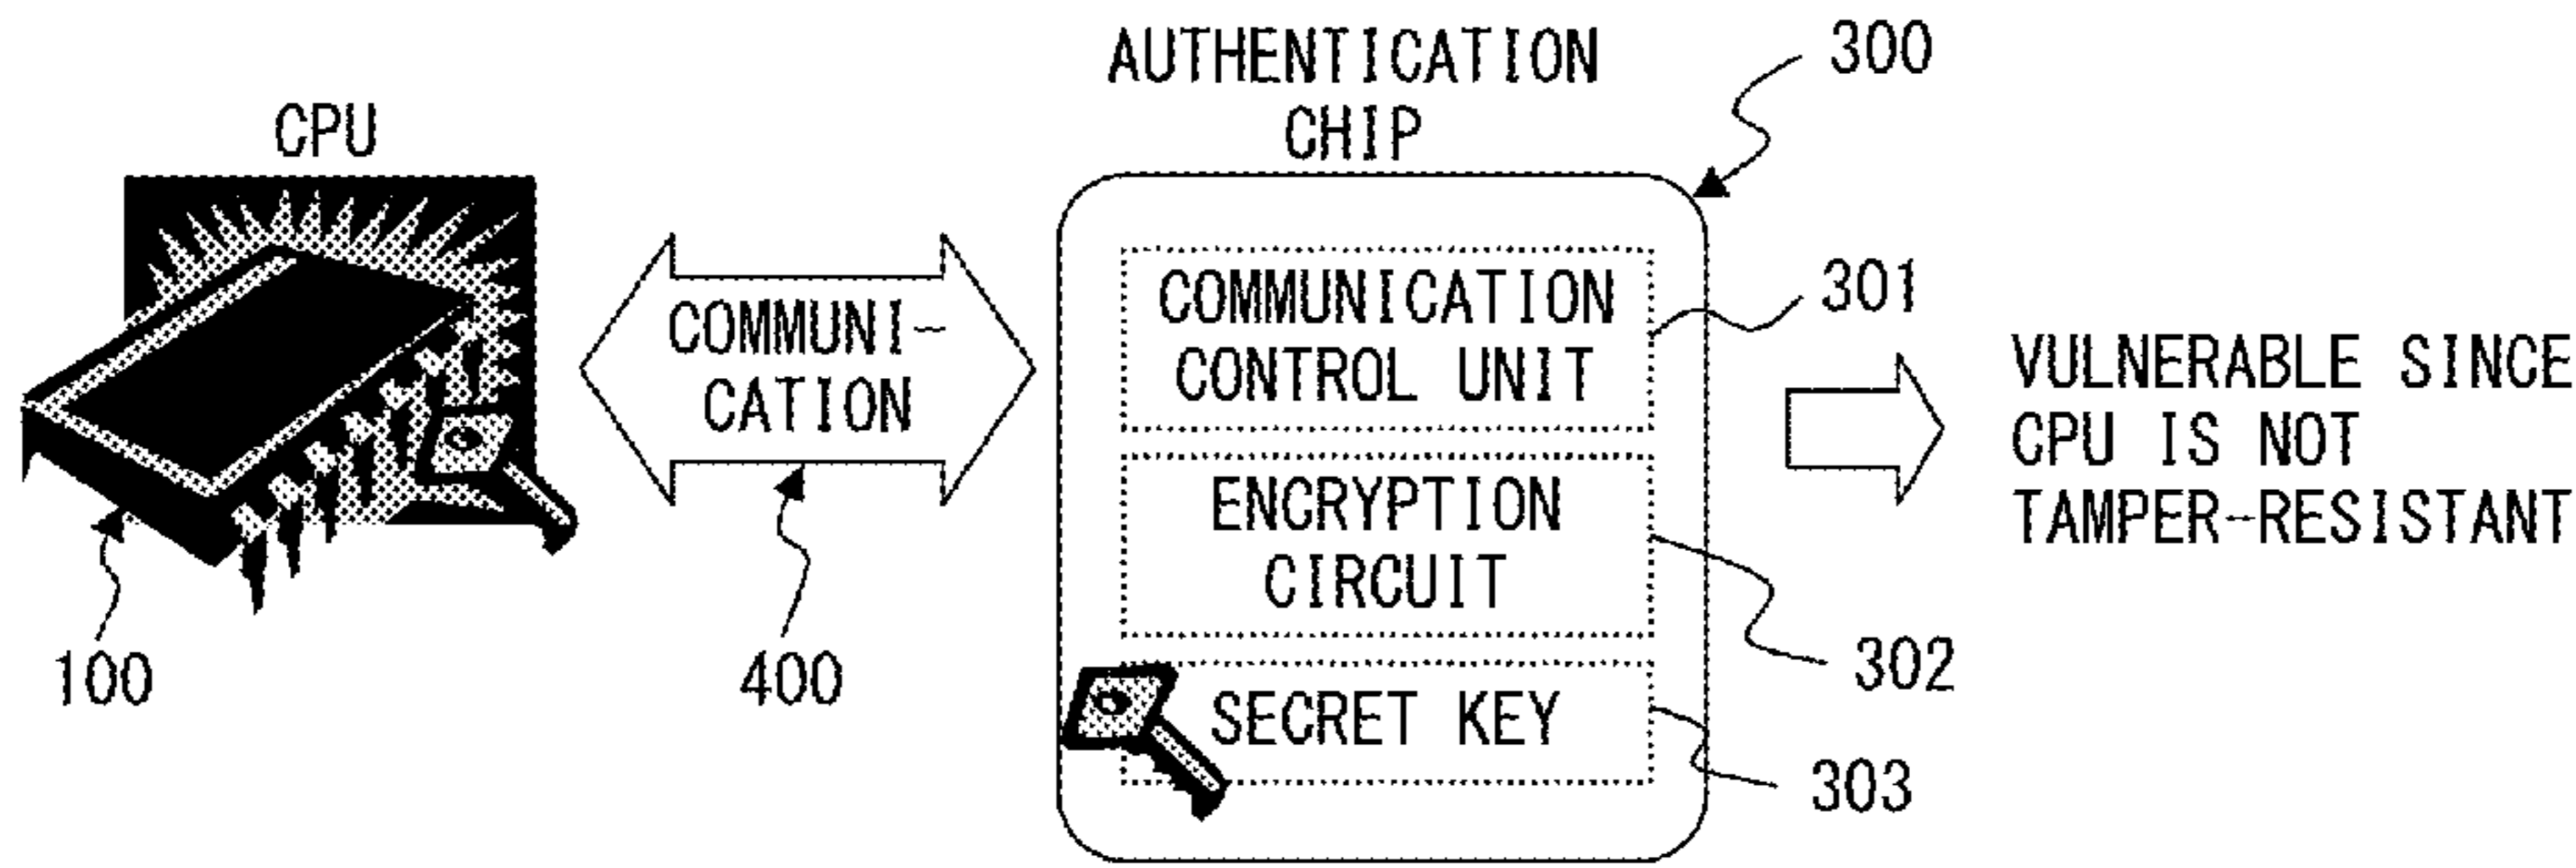 CPU
100
COMMUNI-
CATION
400
AUTHENTICATION
CHIP
300
COMMUNICATION
CONTROL UNIT
301
ENCRYPTION
CIRCUIT
302
SECRET KEY
303
VULNERABLE SINCE
CPU IS NOT
TAMPER-RESISTANT